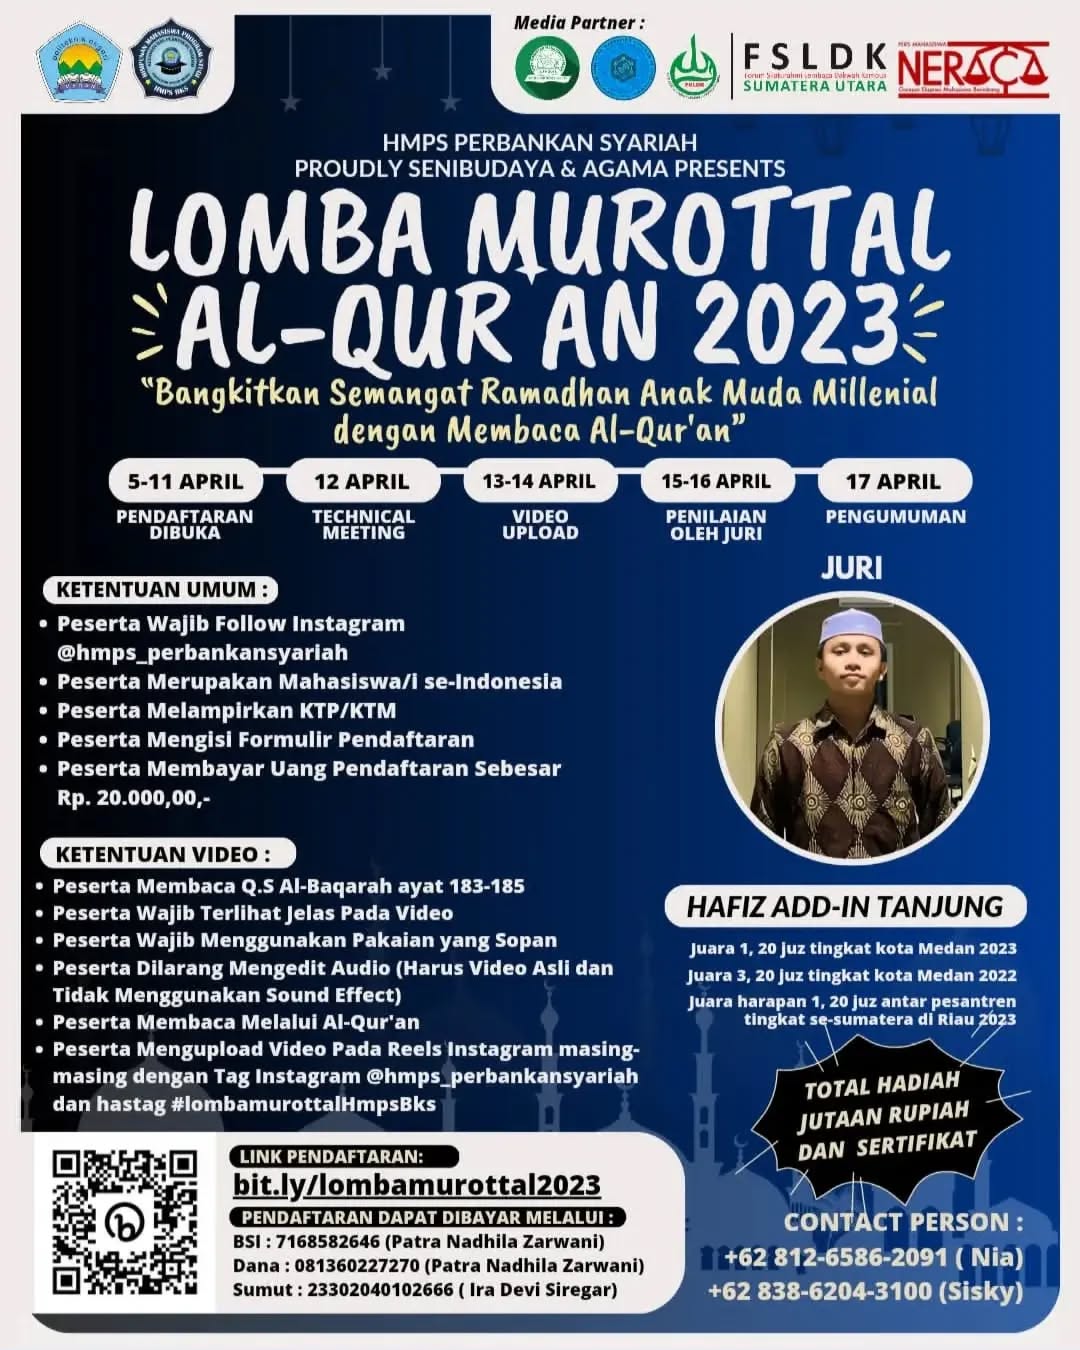 Media Partner :
FSLDK
Forum Silaturahmi Lembaga Dakwah Kampus
SUMATERA UTARA
PERS MAHASISWA
NERACA
HMPS BKS
HMPS PERBANKAN SYARIAH
PROUDLY SENIBUDAYA & AGAMA PRESENTS
LOMBA MUROTTAL
AL-QUR AN 2023
"Bangkitkan Semangat Ramadhan Anak Muda Millenial
dengan Membaca Al-Qur'an"
5-11 APRIL
PENDAFTARAN
DIBUKA
12 APRIL
TECHNICAL
MEETING
13-14 APRIL
VIDEO
UPLOAD
15-16 APRIL
PENILAIAN
OLEH JURI
17 APRIL
PENGUMUMAN
KETENTUAN UMUM :
• Peserta Wajib Follow Instagram
@hmps_perbankansyariah
• Peserta Merupakan Mahasiswa/i se-Indonesia
• Peserta Melampirkan KTP/KTM
• Peserta Mengisi Formulir Pendaftaran
• Peserta Membayar Uang Pendaftaran Sebesar
Rp. 20.000,00,-
KETENTUAN VIDEO :
• Peserta Membaca Q.S Al-Baqarah ayat 183-185
• Peserta Wajib Terlihat Jelas Pada Video
• Peserta Wajib Menggunakan Pakaian yang Sopan
• Peserta Dilarang Mengedit Audio (Harus Video Asli dan
Tidak Menggunakan Sound Effect)
• Peserta Membaca Melalui Al-Qur'an
• Peserta Mengupload Video Pada Reels Instagram masing-
masing dengan Tag Instagram @hmps_perbankansyariah
dan hastag #lombamurottalHmpsBks
JURI
HAFIZ ADD-IN TANJUNG
Juara 1, 20 juz tingkat kota Medan 2023
Juara 3, 20 juz tingkat kota Medan 2022
Juara harapan 1, 20 juz antar pesantren
tingkat se-sumatera di Riau 2023
TOTAL HADIAH
JUTAAN RUPIAH
DAN SERTIFIKAT
LINK PENDAFTARAN:
bit.ly/lombamurottal2023
PENDAFTARAN DAPAT DIBAYAR MELALUI :
BSI : 7168582646 (Patra Nadhila Zarwani)
Dana : 081360227270 (Patra Nadhila Zarwani)
Sumut : 23302040102666 ( Ira Devi Siregar)
CONTACT PERSON :
+62 812-6586-2091 ( Nia)
+62 838-6204-3100 (Sisky)